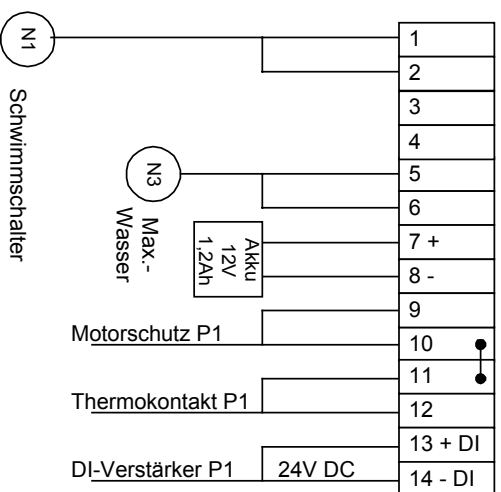 N1
Schwimmschalter
N3
Max.-
Wasser
Akku
12V
1,2Ah
Motorschutz P1
Thermokontakt P1
DI-Verstärker P1
24V DC
1
2
3
4
5
6
7 +
8 -
9
10
11
12
13 + DI
14 - DI